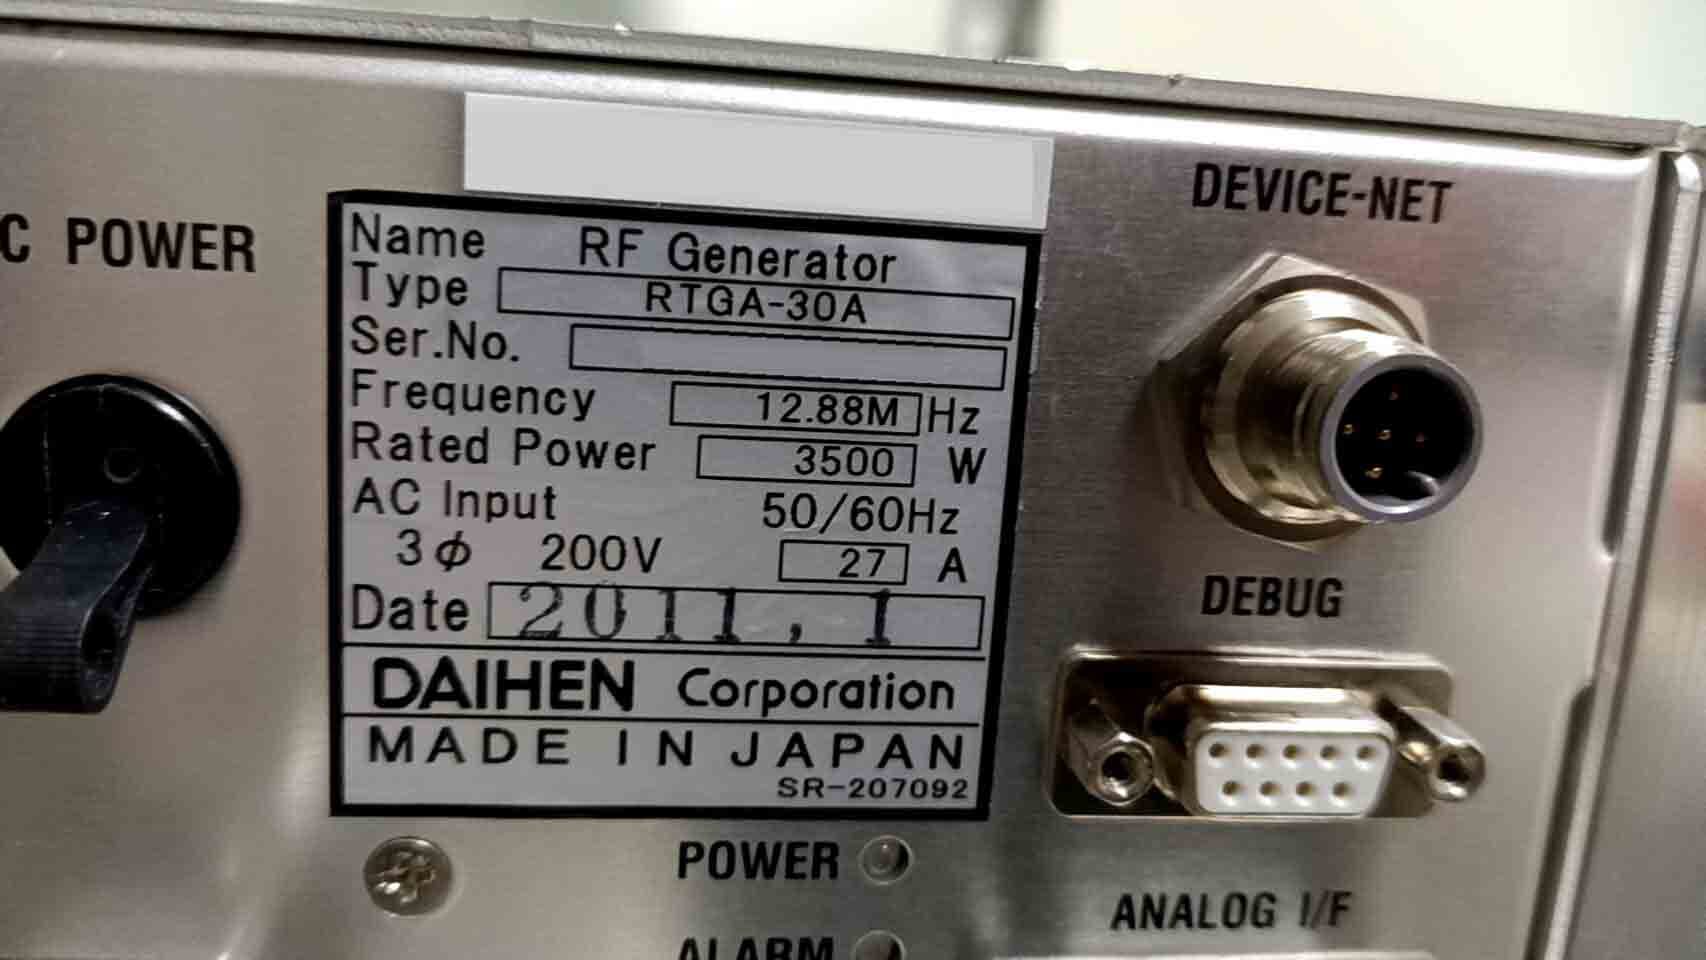 C POWER
Name RF Generator
Type RTGA-30A
Ser.No.
Frequency 12.88M Hz
Rated Power 3500 W
AC Input 50/60Hz
3φ 200V 27 A
Date 2011, 1
DAIHEN Corporation
MADE IN JAPAN
SR-207092
DEVICE-NET
DEBUG
POWER
ALARM
ANALOG I/F